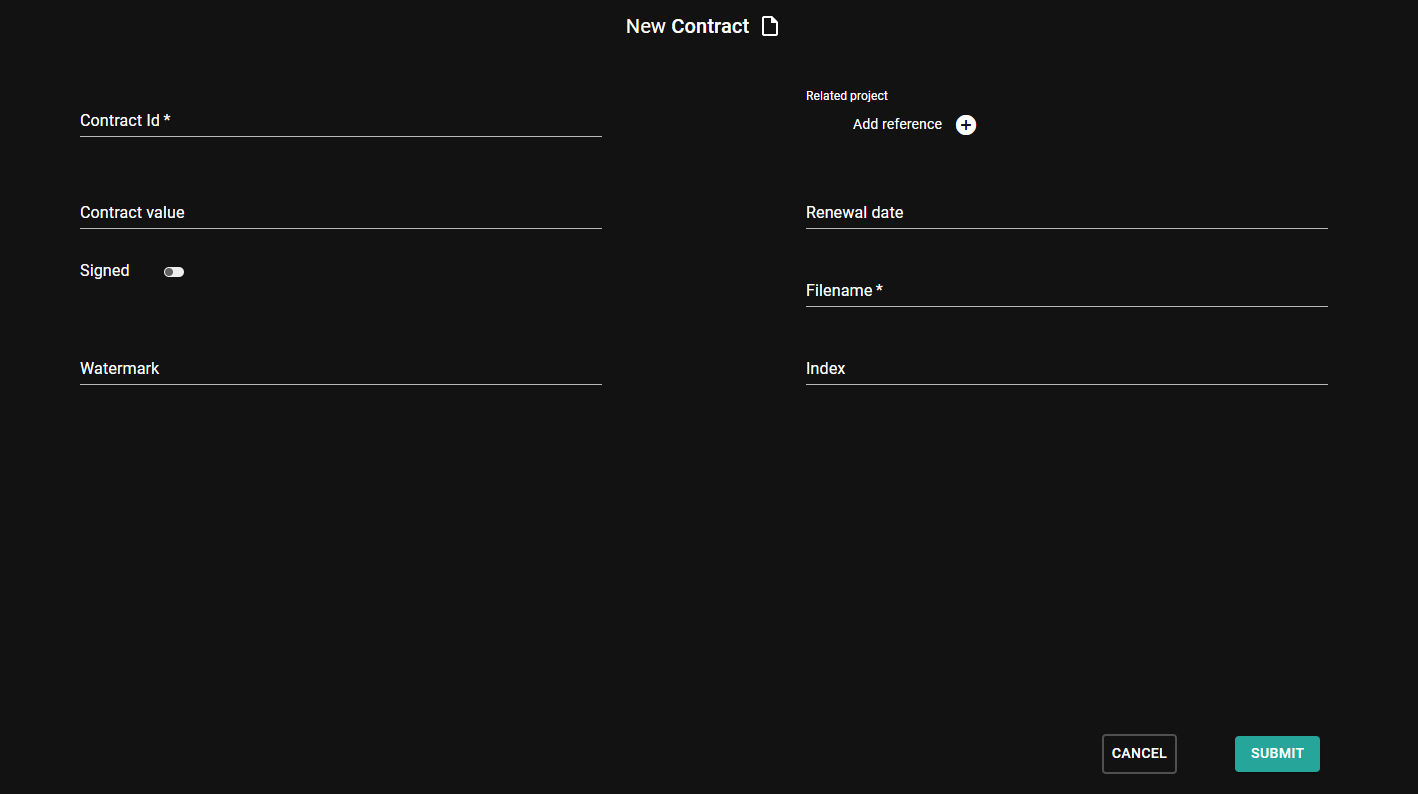 New Contract
Related project
Contract Id *
Add reference
Contract value
Renewal date
Signed
Filename *
Watermark
Index
CANCEL
SUBMIT